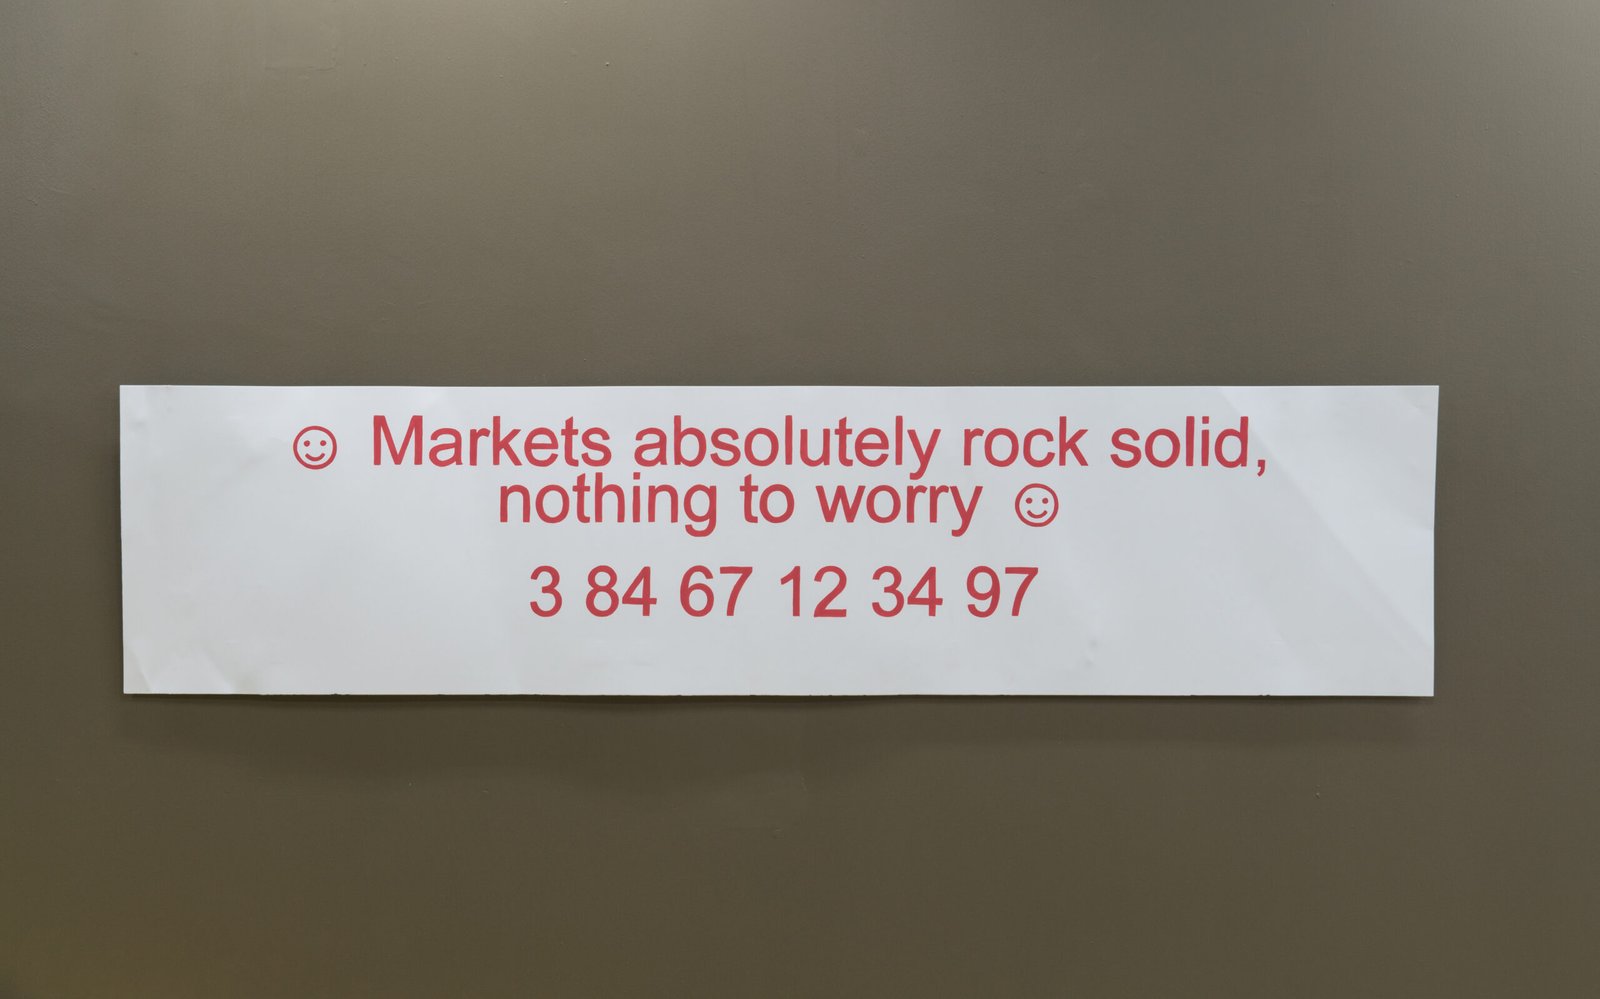 ☺ Markets absolutely rock solid,
nothing to worry ☺
3 84 67 12 34 97